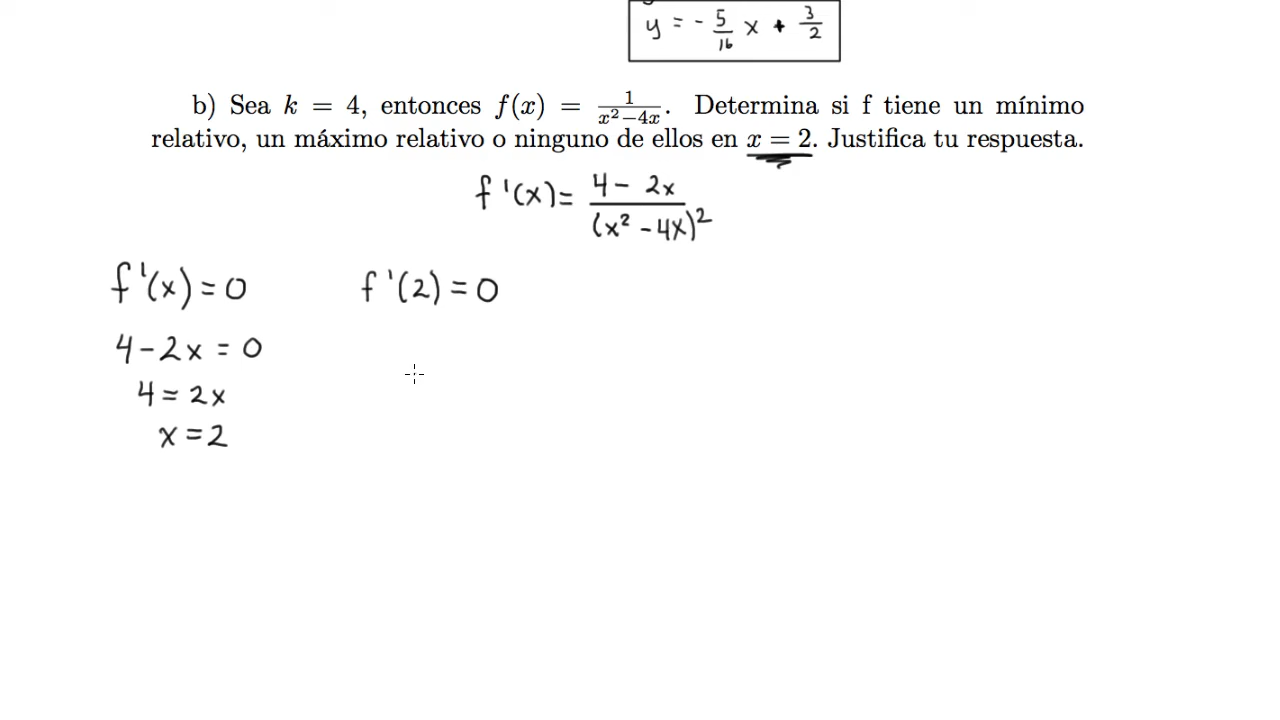 y = - 5/16 x + 3/2
b) Sea k = 4, entonces f(x) = 1/(x² − 4x). Determina si f tiene un mínimo
relativo, un máximo relativo o ninguno de ellos en x = 2. Justifica tu respuesta.
f'(x) = (4 - 2x)/(x² - 4x)²
f'(x) = 0 f'(2) = 0
4 - 2x = 0
4 = 2x
x = 2